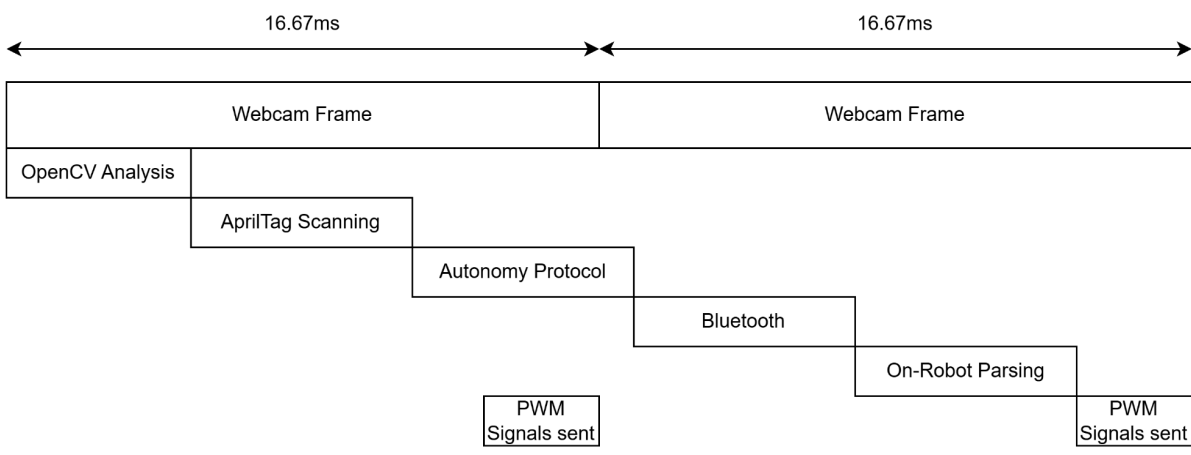 16.67ms
16.67ms
Webcam Frame
Webcam Frame
OpenCV Analysis
AprilTag Scanning
Autonomy Protocol
Bluetooth
On-Robot Parsing
PWM
Signals sent
PWM
Signals sent